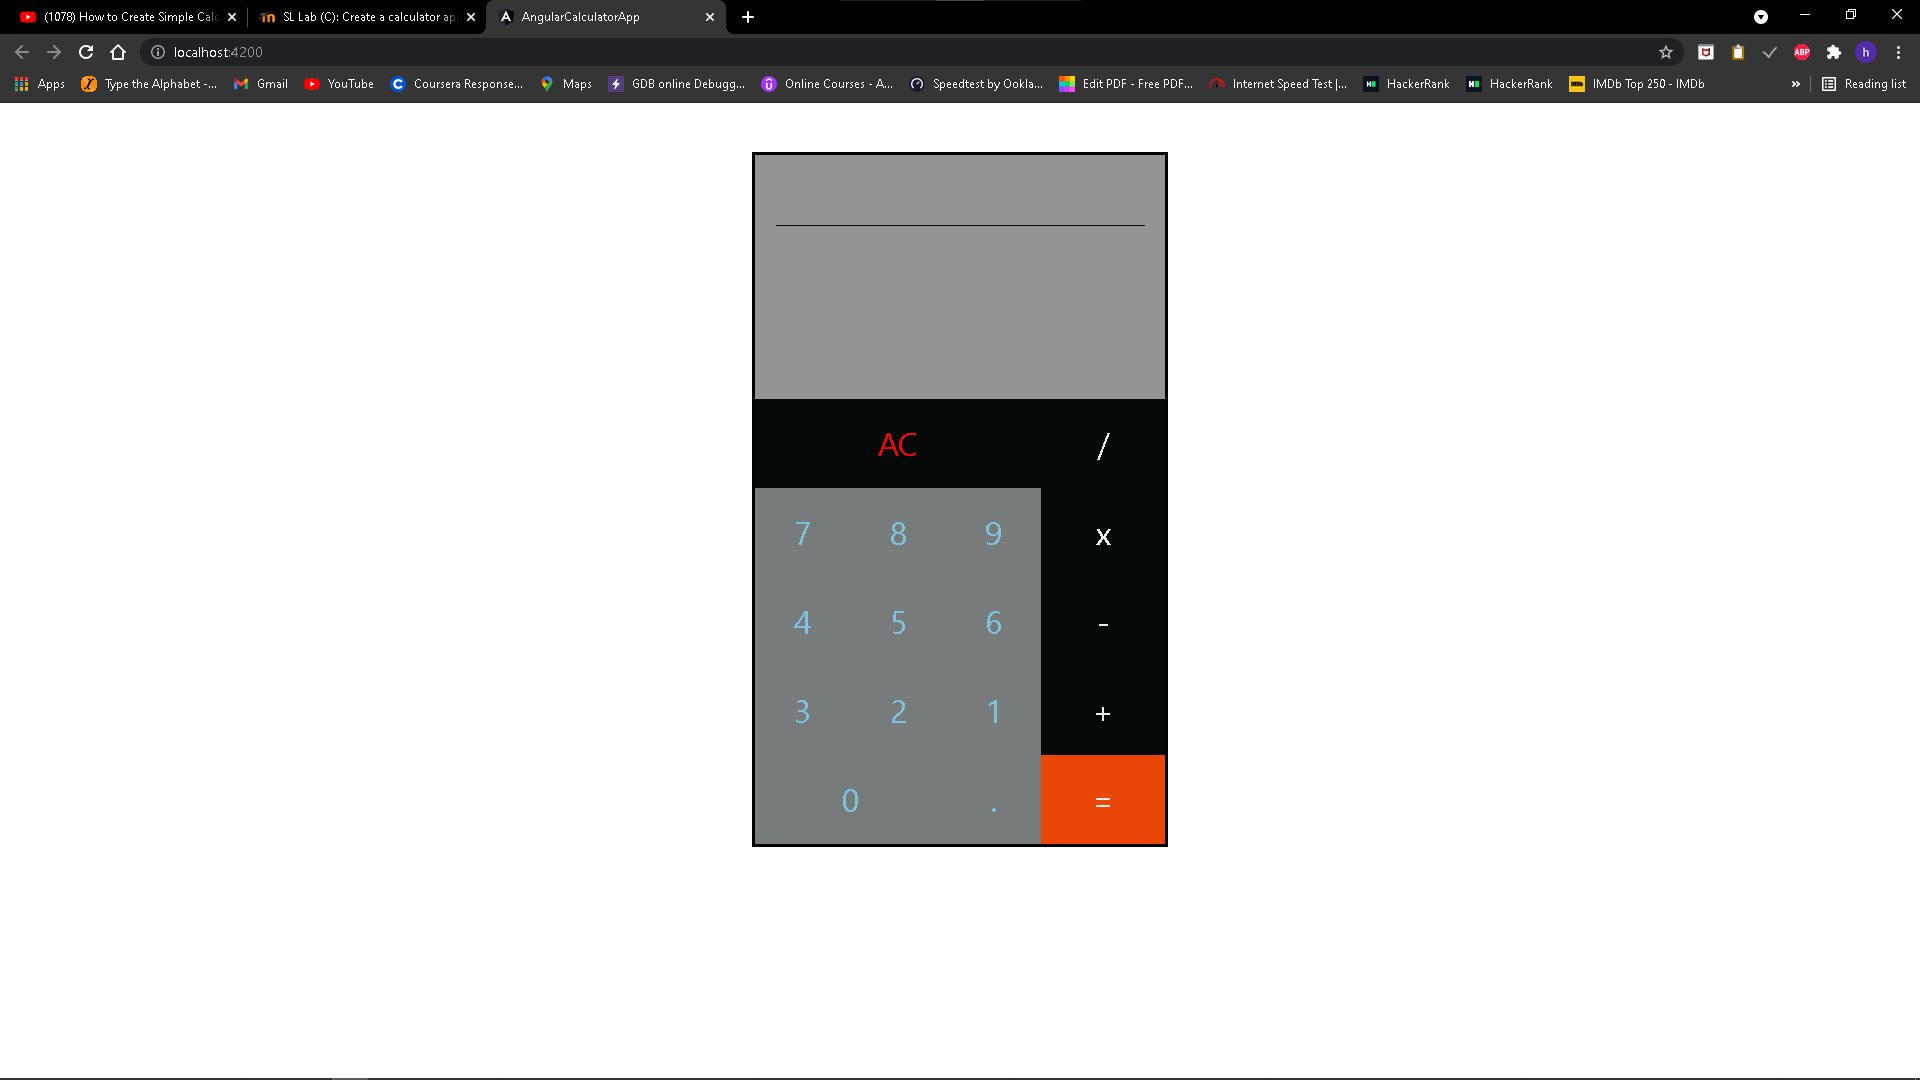 (1078) How to Create Simple Calc
SL Lab (C): Create a calculator ap
AngularCalculatorApp
localhost:4200
ABP
h
Apps
Type the Alphabet -...
Gmail
YouTube
Coursera Response...
Maps
GDB online Debugg...
Online Courses - A...
Speedtest by Ookla...
Edit PDF - Free PDF...
Internet Speed Test |...
HackerRank
HackerRank
IMDb Top 250 - IMDb
»
Reading list
AC /
7 8 9 x
4 5 6 -
3 2 1 +
0 . =